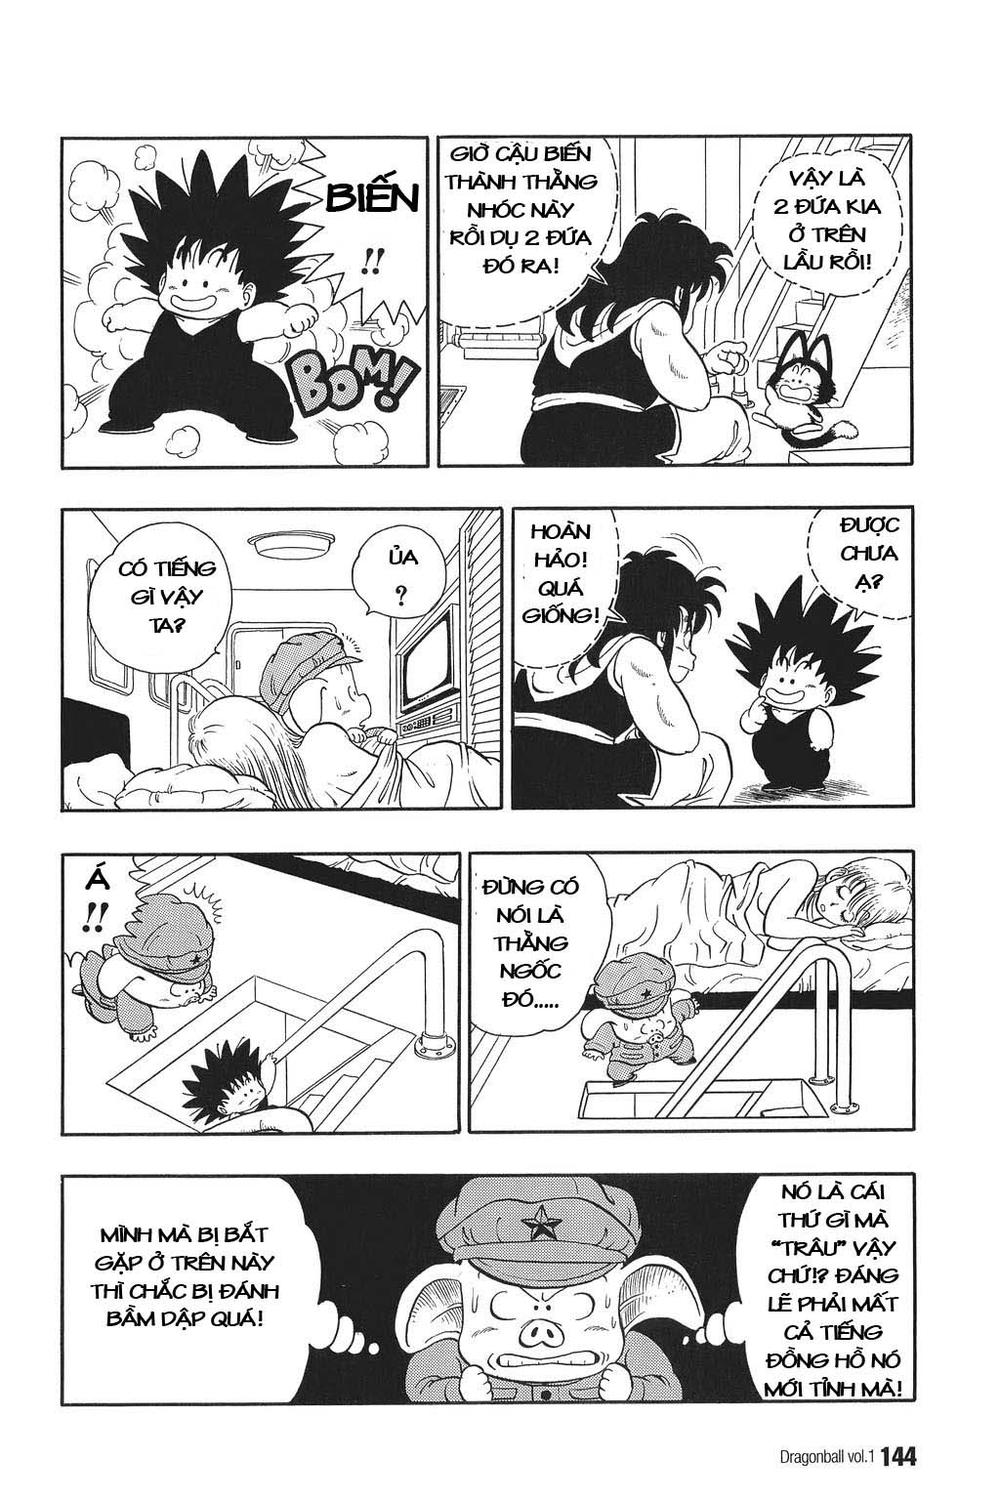 VẬY LÀ
2 ĐỨA KIA
Ở TRÊN
LẦU RỒI!
GIỜ CẬU BIẾN
THÀNH THẰNG
NHÓC NÀY
RỒI DỤ 2 ĐỨA
ĐÓ RA!
BIẾN
!!
BOM!
ĐƯỢC
CHƯA
Ạ?
HOÀN
HẢO!
QUÁ
GIỐNG!
ỦA
?
CÓ TIẾNG
GÌ VẬY
TA?
ĐỪNG CÓ
NÓI LÀ
THẰNG
NGỐC
ĐÓ.....
Á
!!
NÓ LÀ CÁI
THỨ GÌ MÀ
“TRÂU” VẬY
CHỨ!? ĐÁNG
LẼ PHẢI MẤT
CẢ TIẾNG
ĐỒNG HỒ NÓ
MỚI TỈNH MÀ!
MÌNH MÀ BỊ BẮT
GẶP Ở TRÊN NÀY
THÌ CHẮC BỊ ĐÁNH
BẦM DẬP QUÁ!
Dragonball vol.1 144